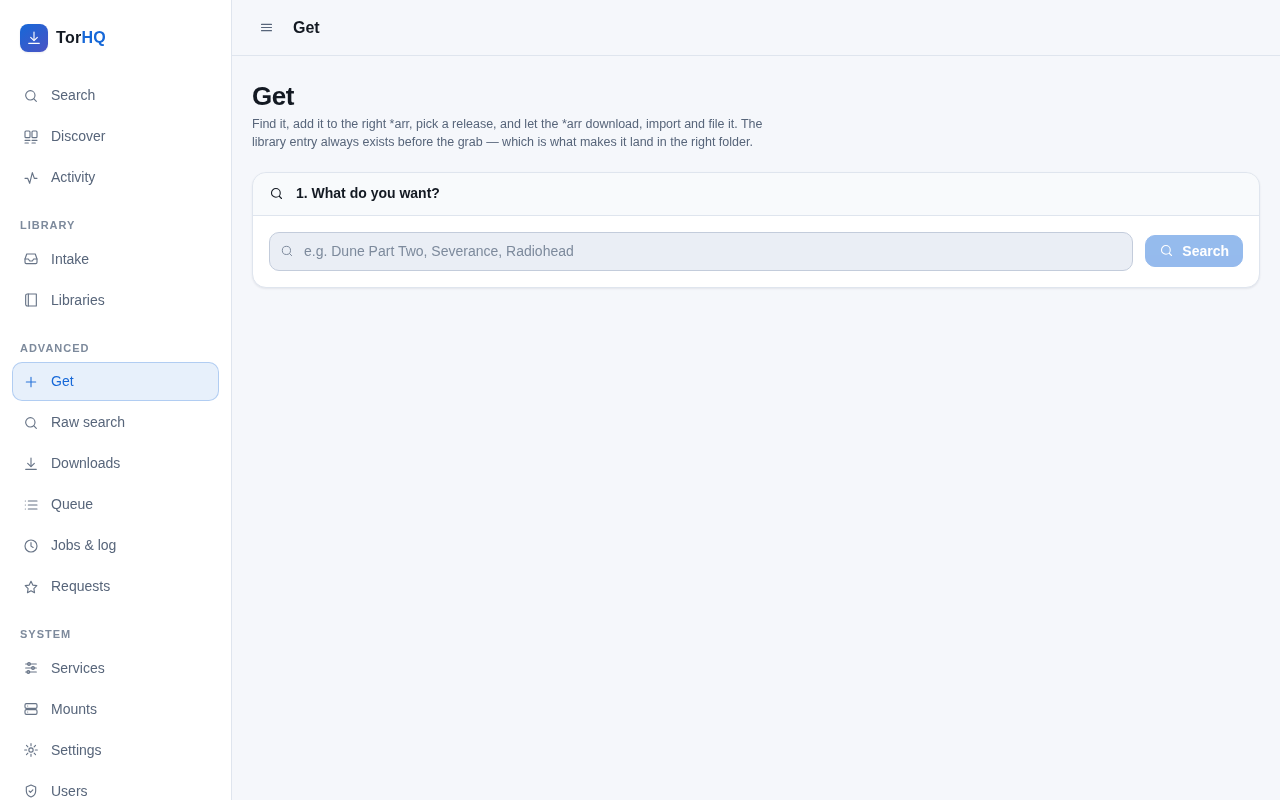 TorHQ
Get
Search
Discover
Activity
LIBRARY
Intake
Libraries
ADVANCED
Get
Raw search
Downloads
Queue
Jobs & log
Requests
SYSTEM
Services
Mounts
Settings
Users
Get
Find it, add it to the right *arr, pick a release, and let the *arr download, import and file it. The
library entry always exists before the grab — which is what makes it land in the right folder.
1. What do you want?
e.g. Dune Part Two, Severance, Radiohead
Search